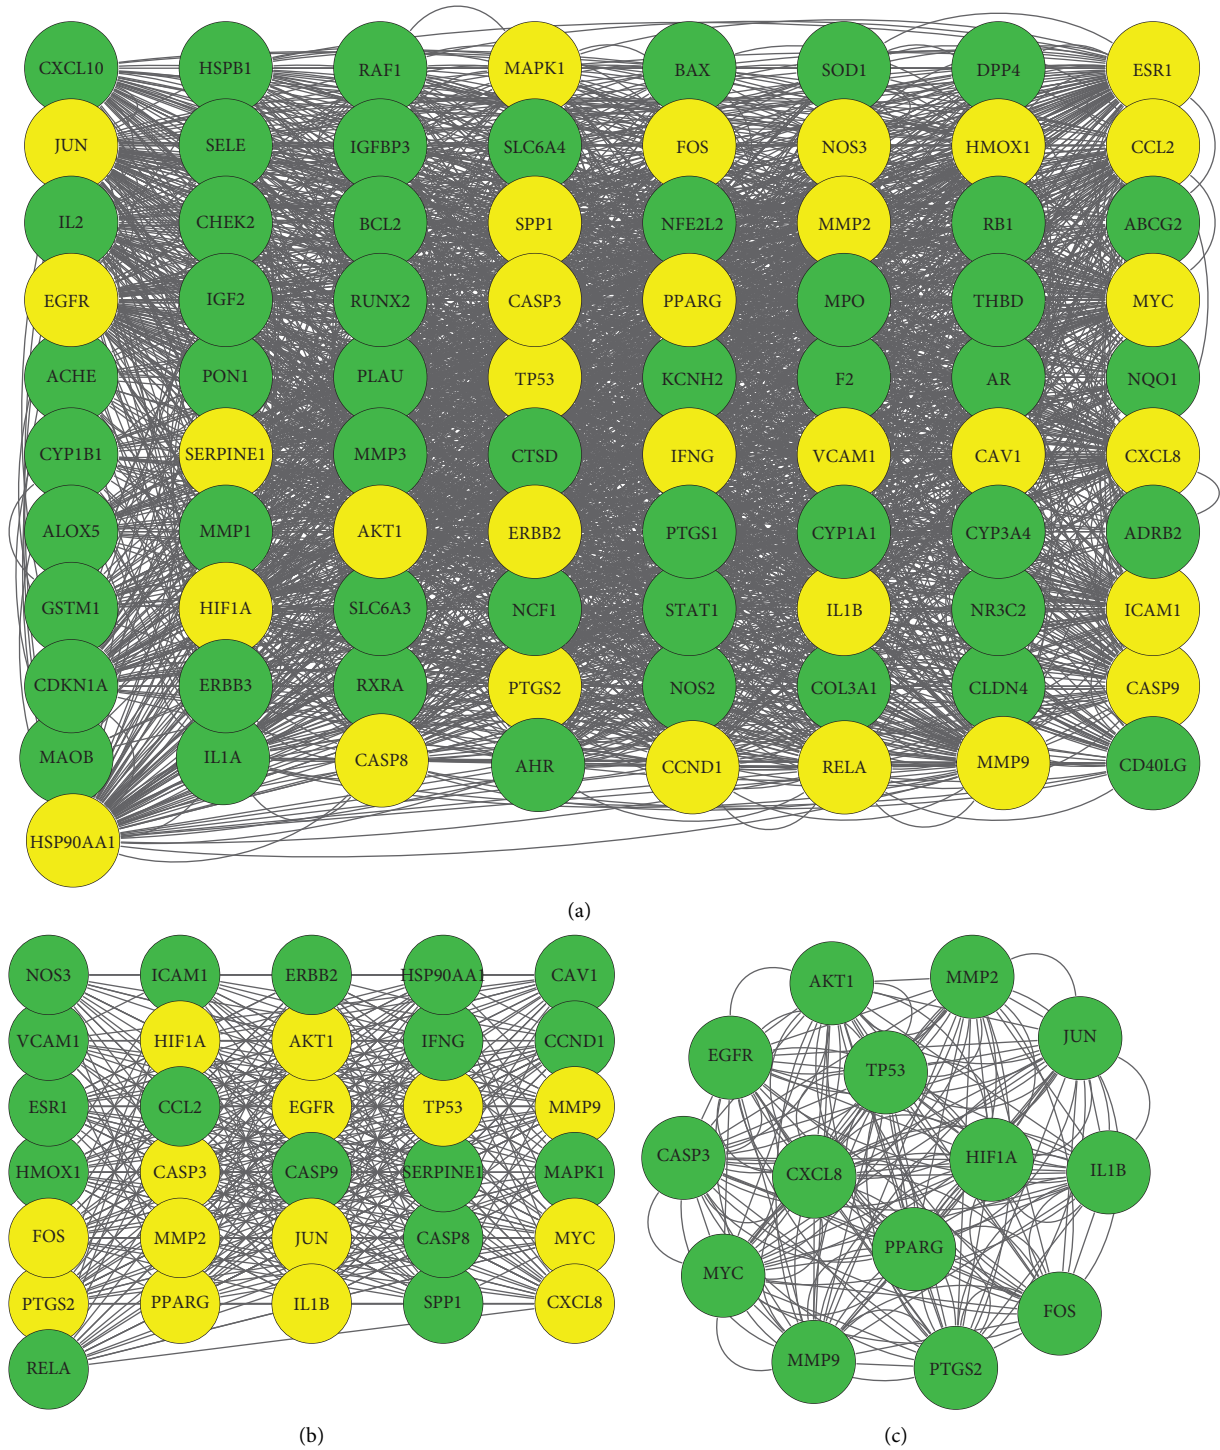 CXCL10 HSPB1 RAF1 MAPK1 BAX SOD1 DPP4 ESR1
JUN SELE IGFBP3 SLC6A4 FOS NOS3 HMOX1 CCL2
IL2 CHEK2 BCL2 SPP1 NFE2L2 MMP2 RB1 ABCG2
EGFR IGF2 RUNX2 CASP3 PPARG MPO THBD MYC
ACHE PON1 PLAU TP53 KCNH2 F2 AR NQO1
CYP1B1 SERPINE1 MMP3 CTSD IFNG VCAM1 CAV1 CXCL8
ALOX5 MMP1 AKT1 ERBB2 PTGS1 CYP1A1 CYP3A4 ADRB2
GSTM1 HIF1A SLC6A3 NCF1 STAT1 IL1B NR3C2 ICAM1
CDKN1A ERBB3 RXRA PTGS2 NOS2 COL3A1 CLDN4 CASP9
MAOB IL1A CASP8 AHR CCND1 RELA MMP9 CD40LG
HSP90AA1
(a)
NOS3 ICAM1 ERBB2 HSP90AA1 CAV1
VCAM1 HIF1A AKT1 IFNG CCND1
ESR1 CCL2 EGFR TP53 MMP9
HMOX1 CASP3 CASP9 SERPINE1 MAPK1
FOS MMP2 JUN CASP8 MYC
PTGS2 PPARG IL1B SPP1 CXCL8
RELA
(b)
AKT1 MMP2
JUN
EGFR TP53
CASP3 HIF1A
CXCL8 IL1B
PPARG
MYC
FOS
MMP9 PTGS2
(c)